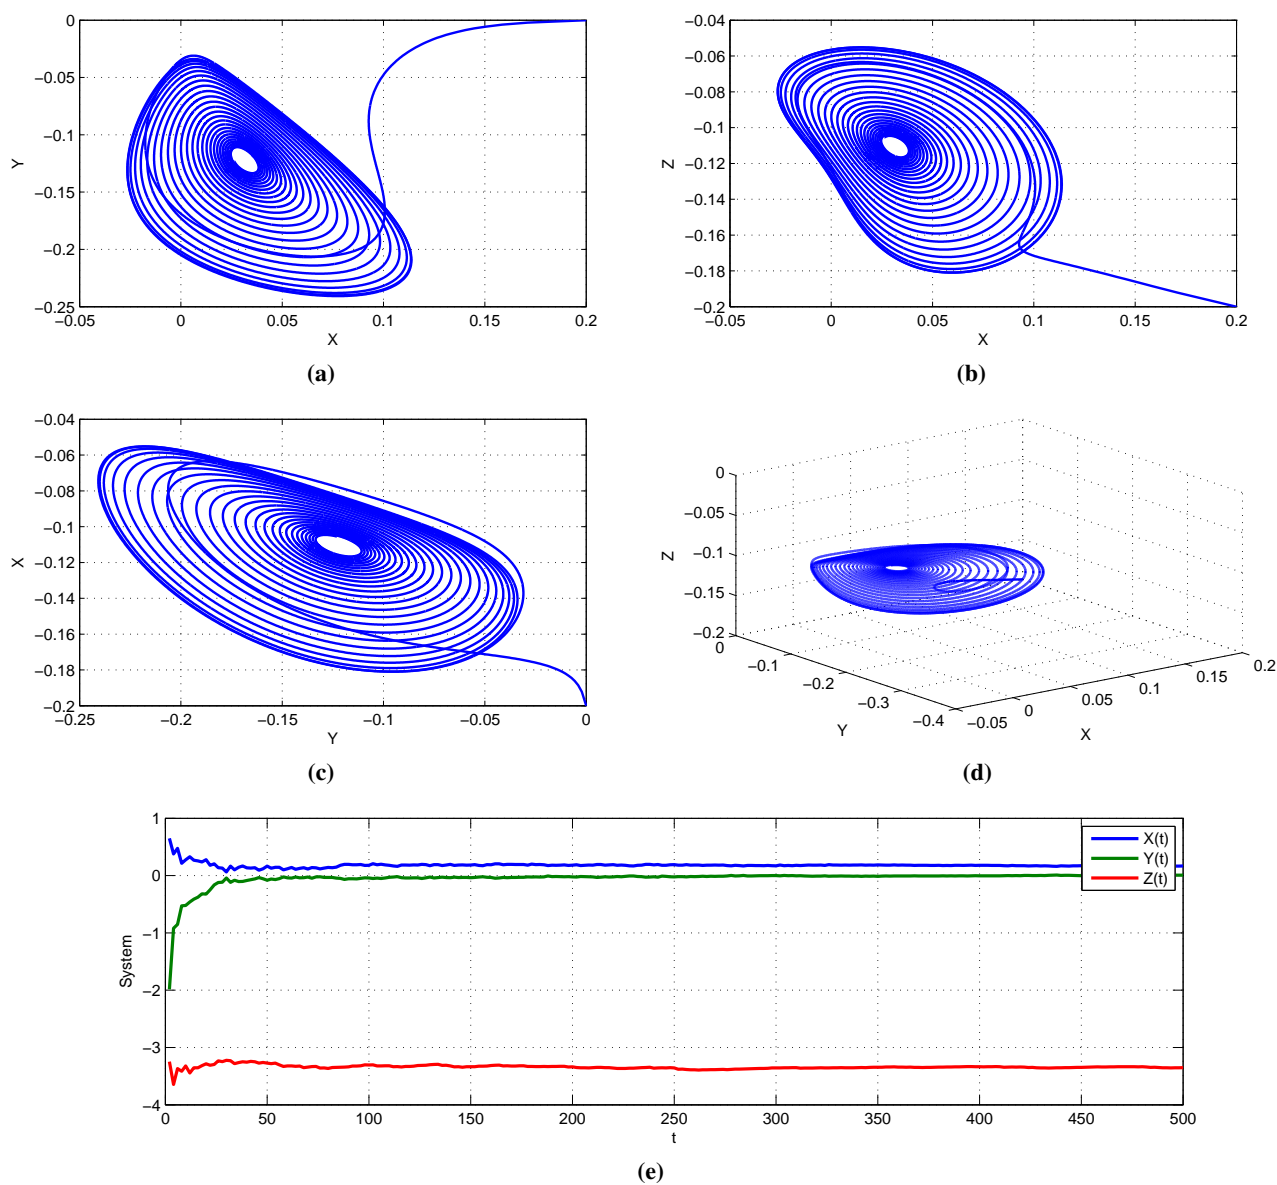 0
−0.05
−0.1
−0.15
−0.2
−0.25
Y
−0.05 0 0.05 0.1 0.15 0.2
X
(a)
−0.04
−0.06
−0.08
−0.1
−0.12
−0.14
−0.16
−0.18
−0.2
Z
−0.05 0 0.05 0.1 0.15 0.2
X
(b)
−0.04
−0.06
−0.08
−0.1
−0.12
−0.14
−0.16
−0.18
−0.2
X
−0.25 −0.2 −0.15 −0.1 −0.05 0
Y
(c)
0
−0.05
−0.1
−0.15
−0.2
Z
0
−0.1
−0.2
−0.3
−0.4
Y
−0.05
0
0.05
0.1
0.15
0.2
X
(d)
1
0
−1
−2
−3
−4
System
X(t)
Y(t)
Z(t)
0 50 100 150 200 250 300 350 400 450 500
t
(e)